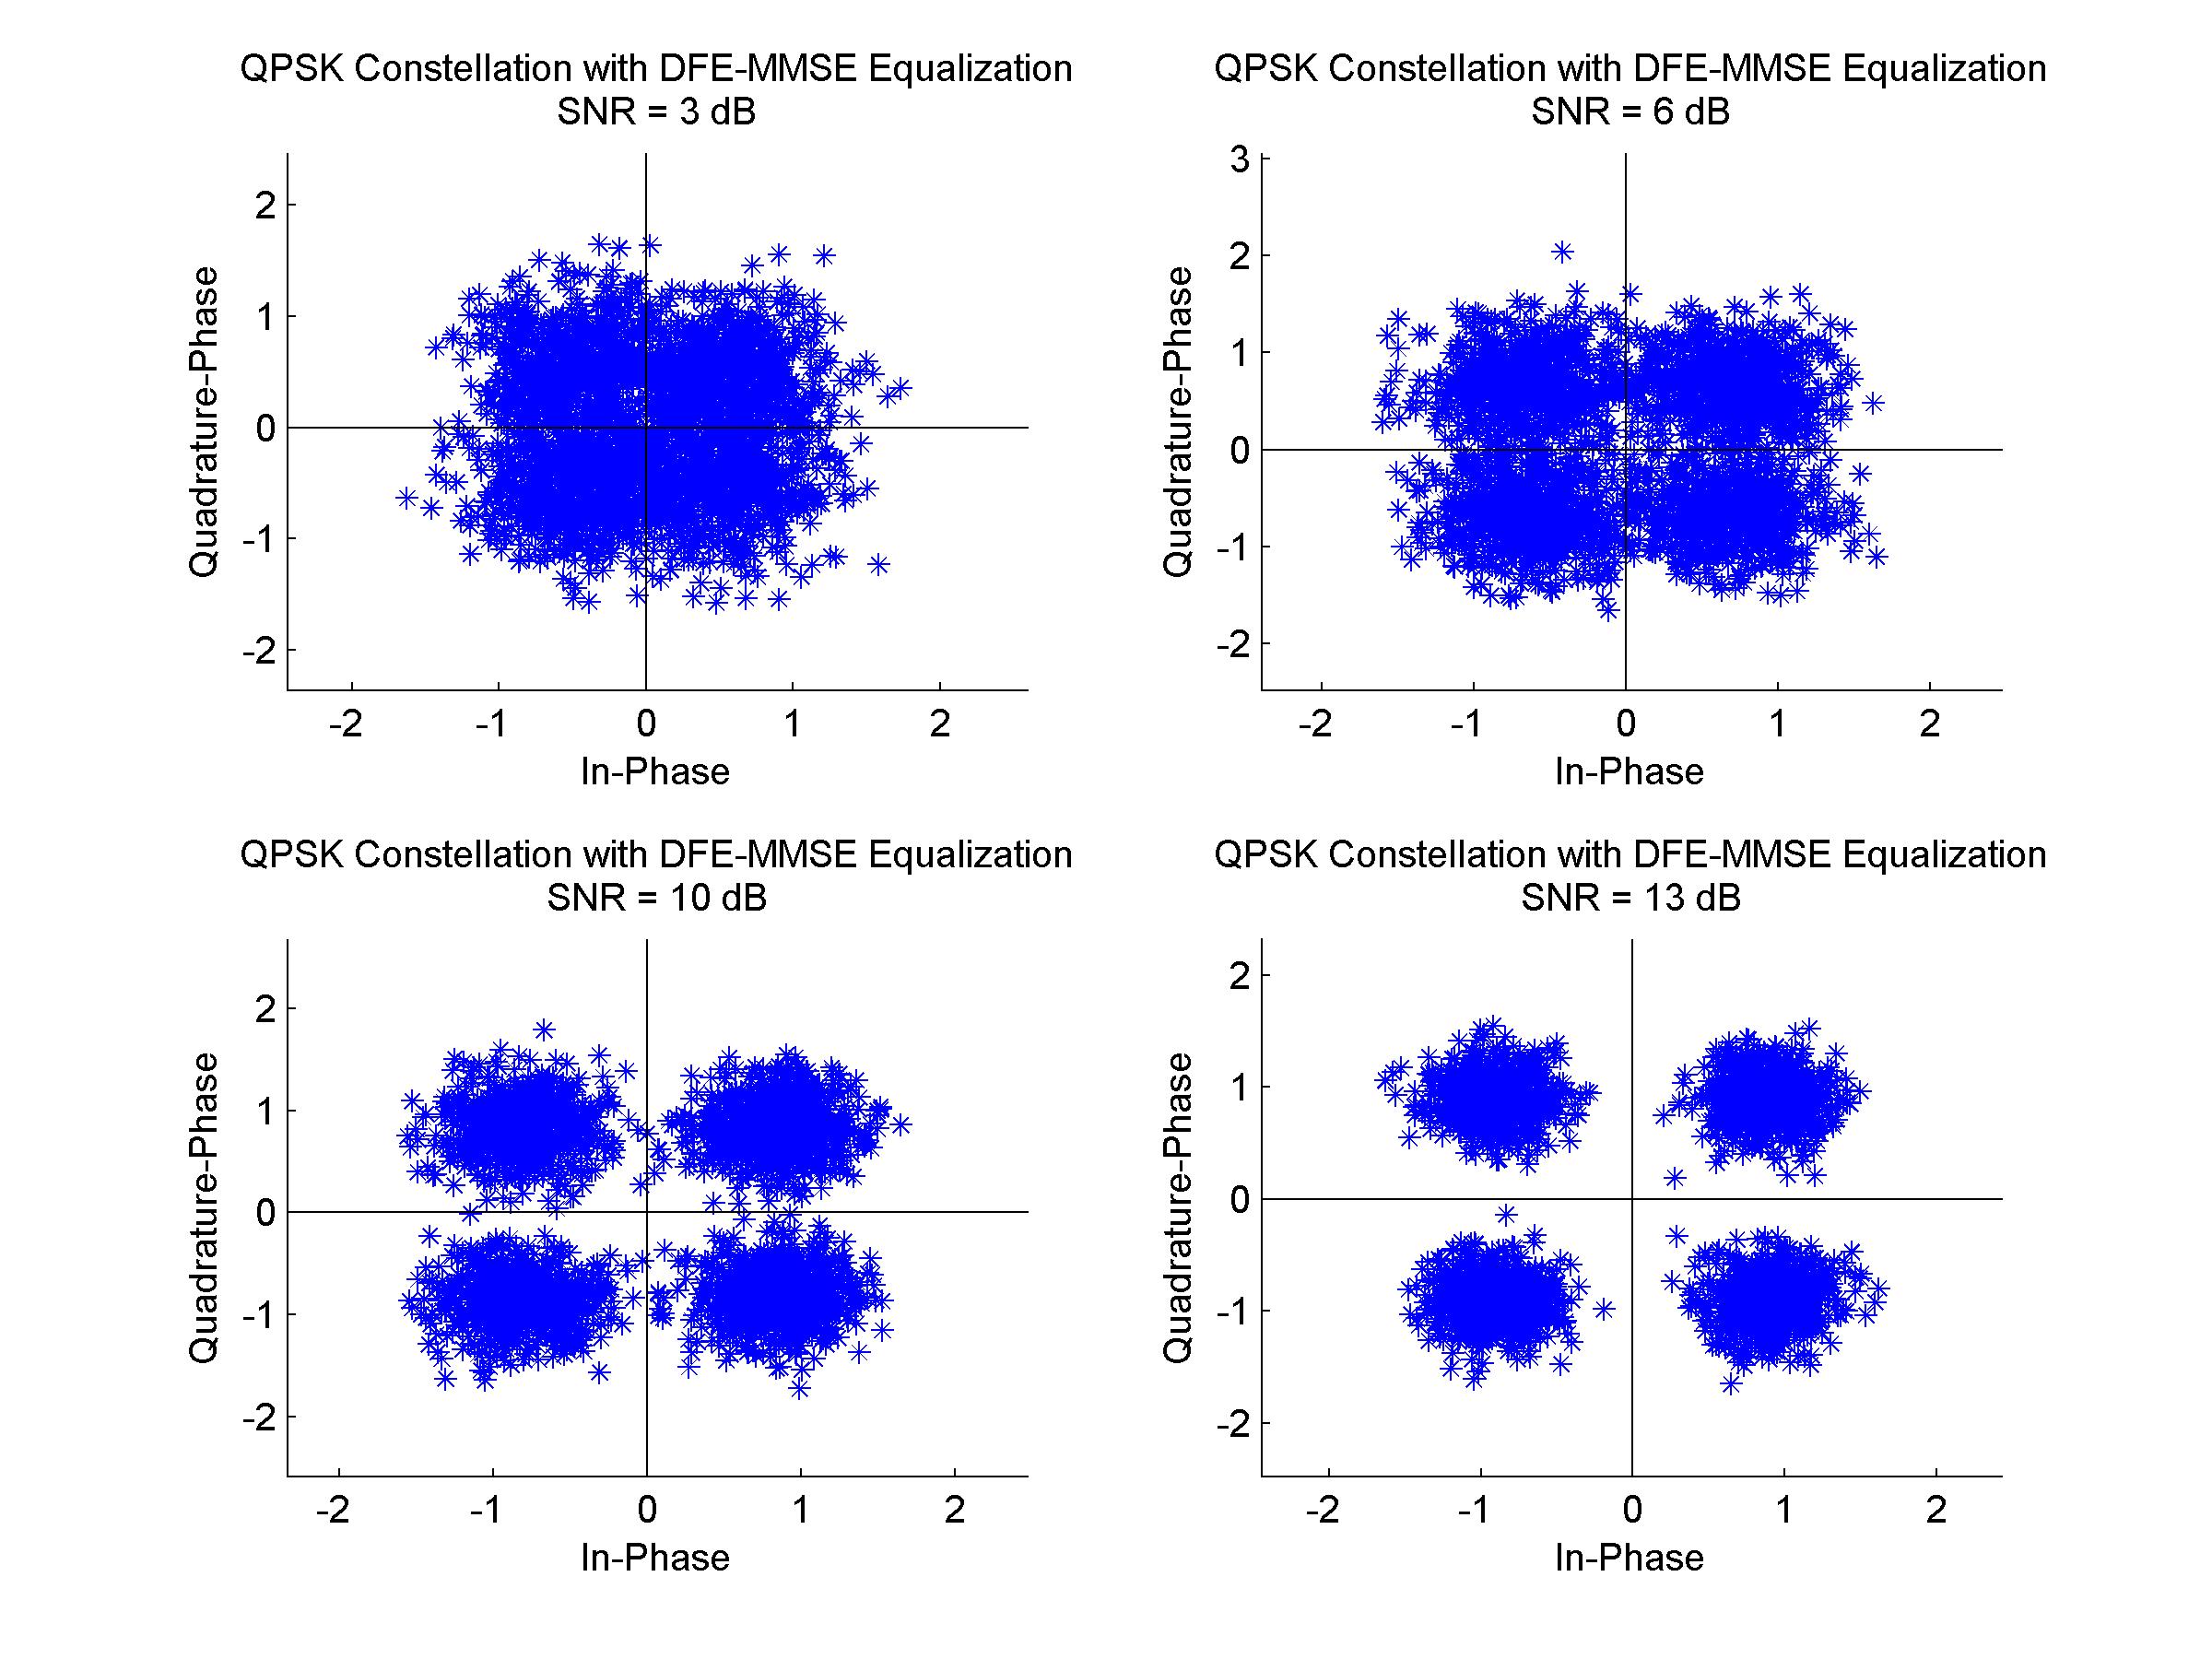 QPSK Constellation with DFE-MMSE Equalization
SNR = 3 dB
2
1
0
-1
-2
Quadrature-Phase
-2 -1 0 1 2
In-Phase
QPSK Constellation with DFE-MMSE Equalization
SNR = 6 dB
3
2
1
0
-1
-2
Quadrature-Phase
-2 -1 0 1 2
In-Phase
QPSK Constellation with DFE-MMSE Equalization
SNR = 10 dB
2
1
0
-1
-2
Quadrature-Phase
-2 -1 0 1 2
In-Phase
QPSK Constellation with DFE-MMSE Equalization
SNR = 13 dB
2
1
0
-1
-2
Quadrature-Phase
-2 -1 0 1 2
In-Phase